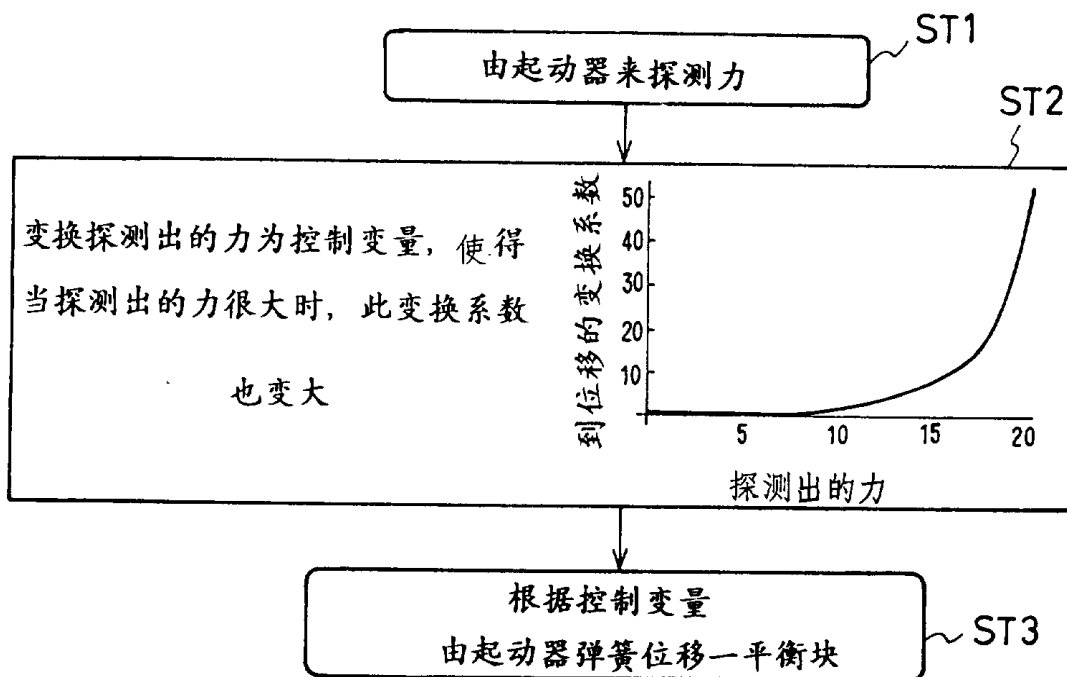 ST1
由起动器来探测力
ST2
变换探测出的力为控制变量，使得
当探测出的力很大时，此变换系数
也变大
到位移的变换系数
50
40
30
20
10
5
10
15
20
探测出的力
根据控制变量
由起动器弹簧位移一平衡块
ST3